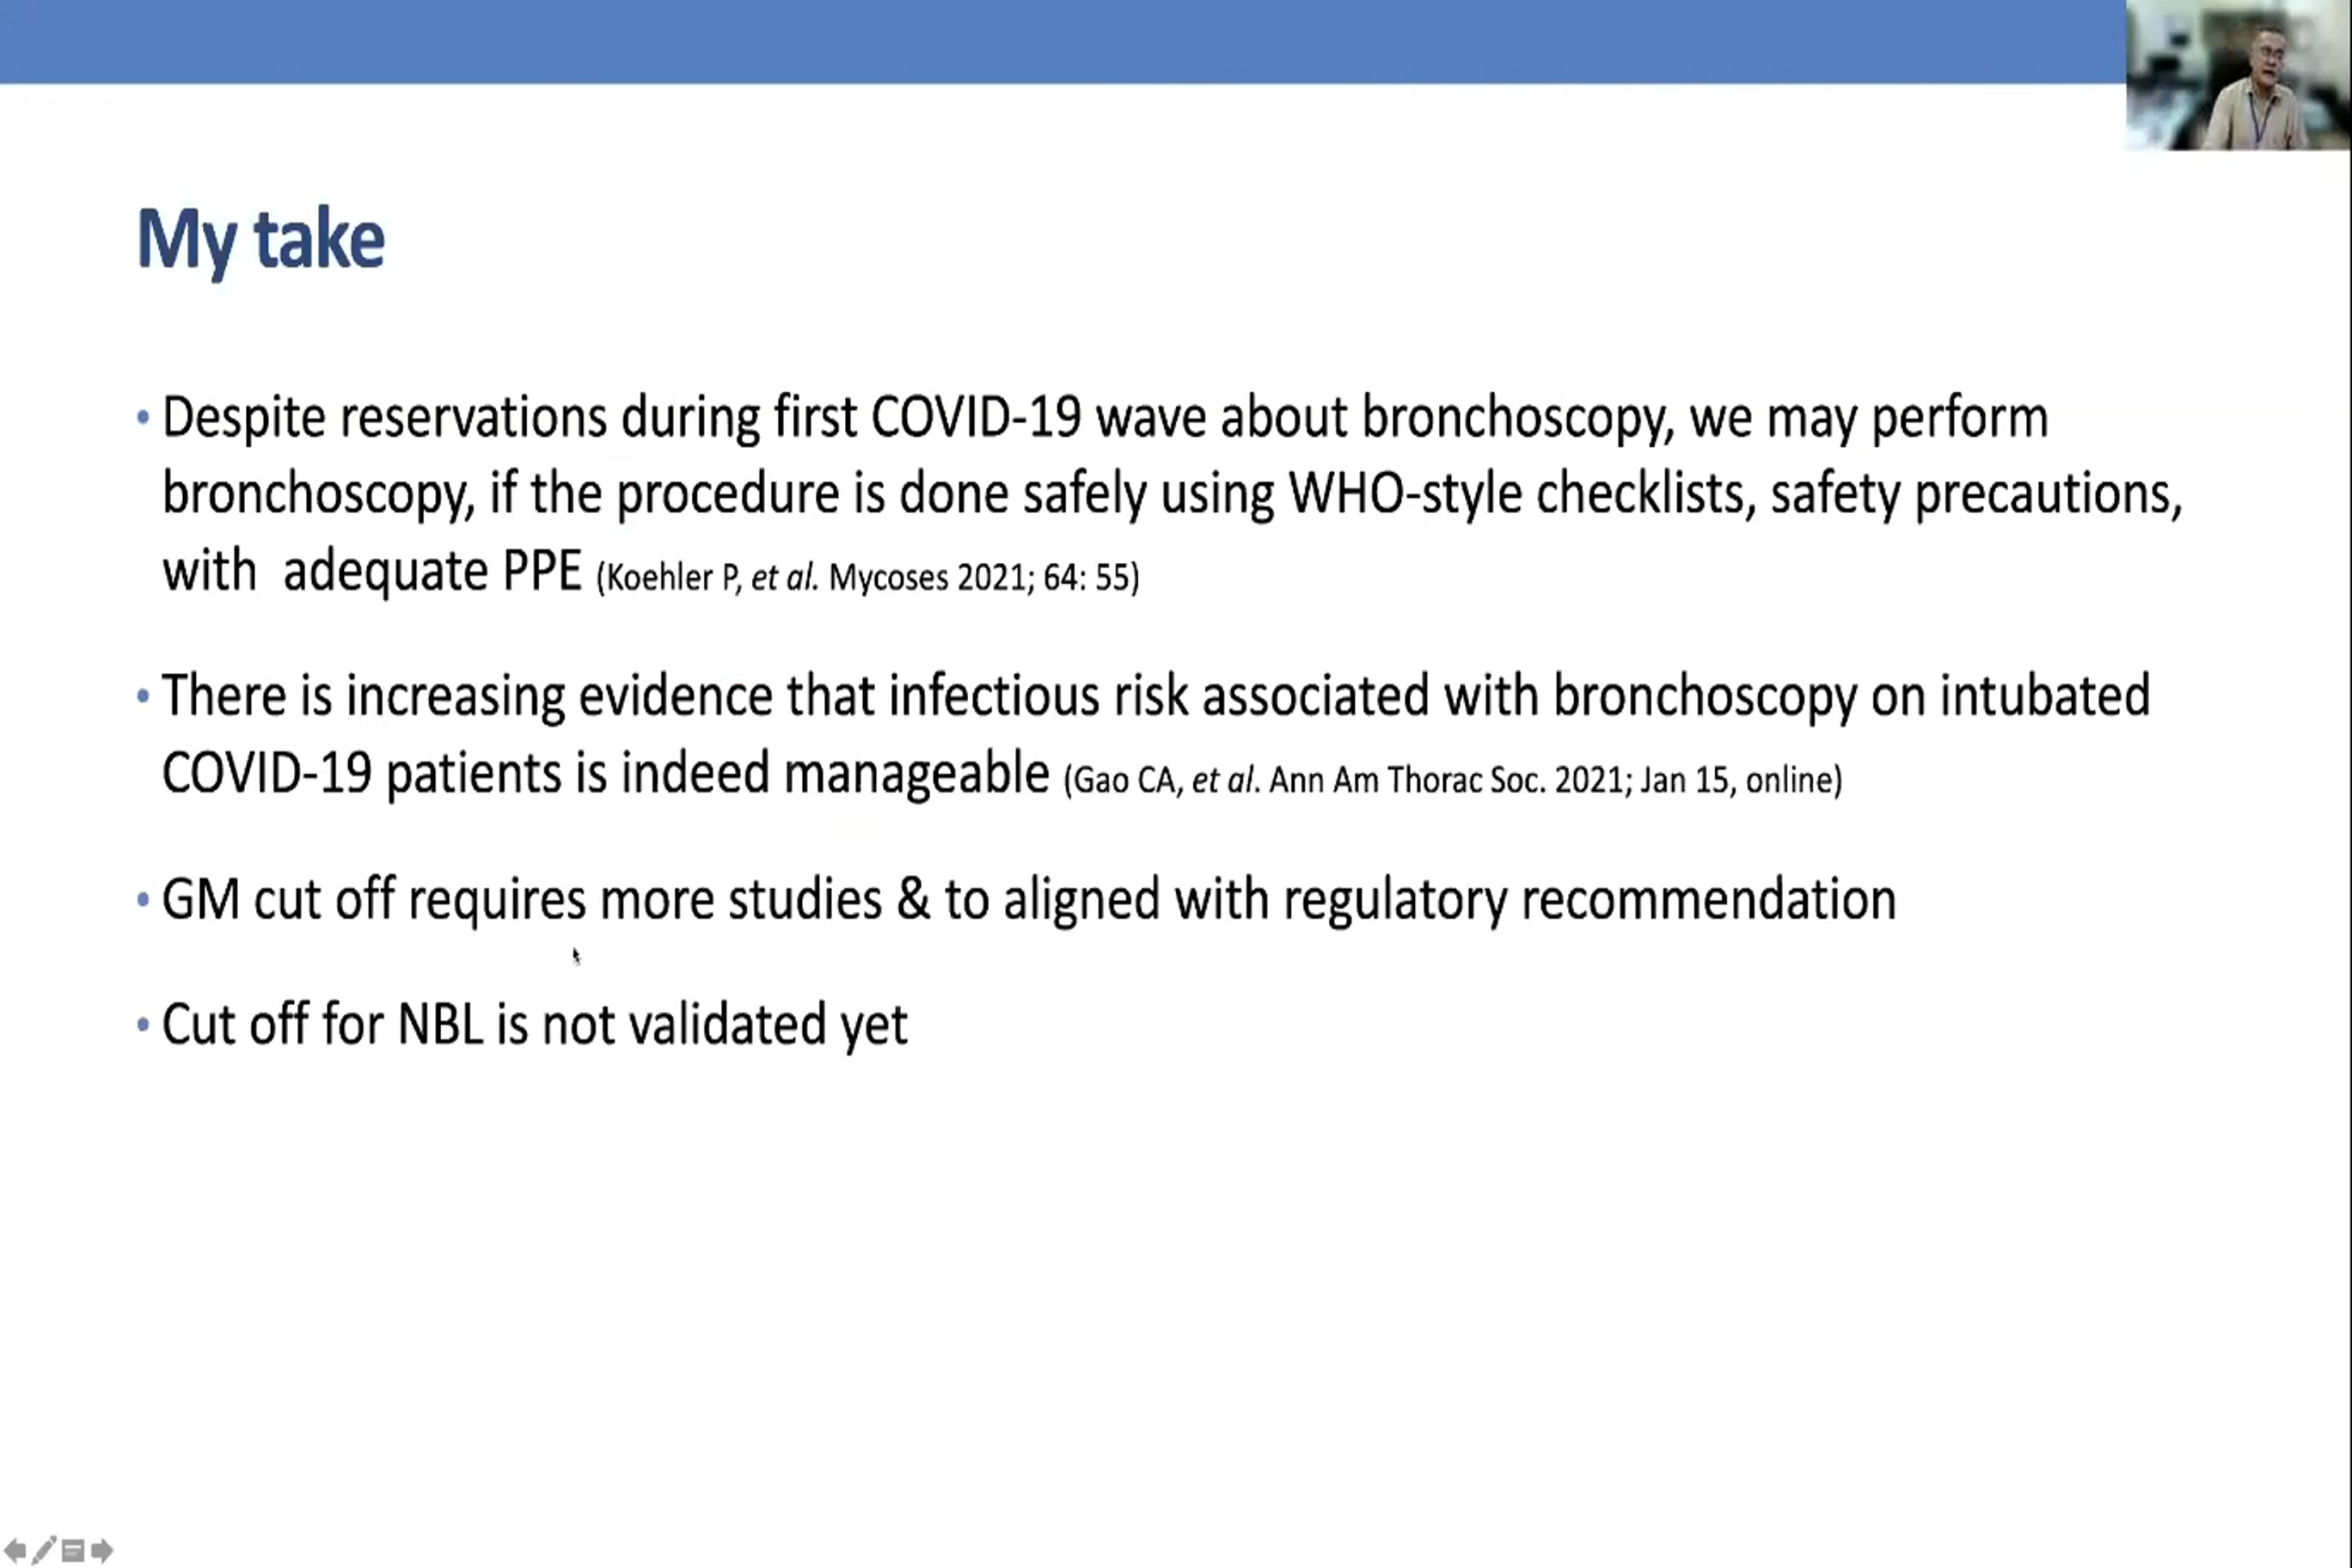 My take
• Despite reservations during first COVID-19 wave about bronchoscopy, we may perform
bronchoscopy, if the procedure is done safely using WHO-style checklists, safety precautions,
with  adequate PPE (Koehler P, et al. Mycoses 2021; 64: 55)
• There is increasing evidence that infectious risk associated with bronchoscopy on intubated
COVID-19 patients is indeed manageable (Gao CA, et al. Ann Am Thorac Soc. 2021; Jan 15, online)
• GM cut off requires more studies & to aligned with regulatory recommendation
• Cut off for NBL is not validated yet